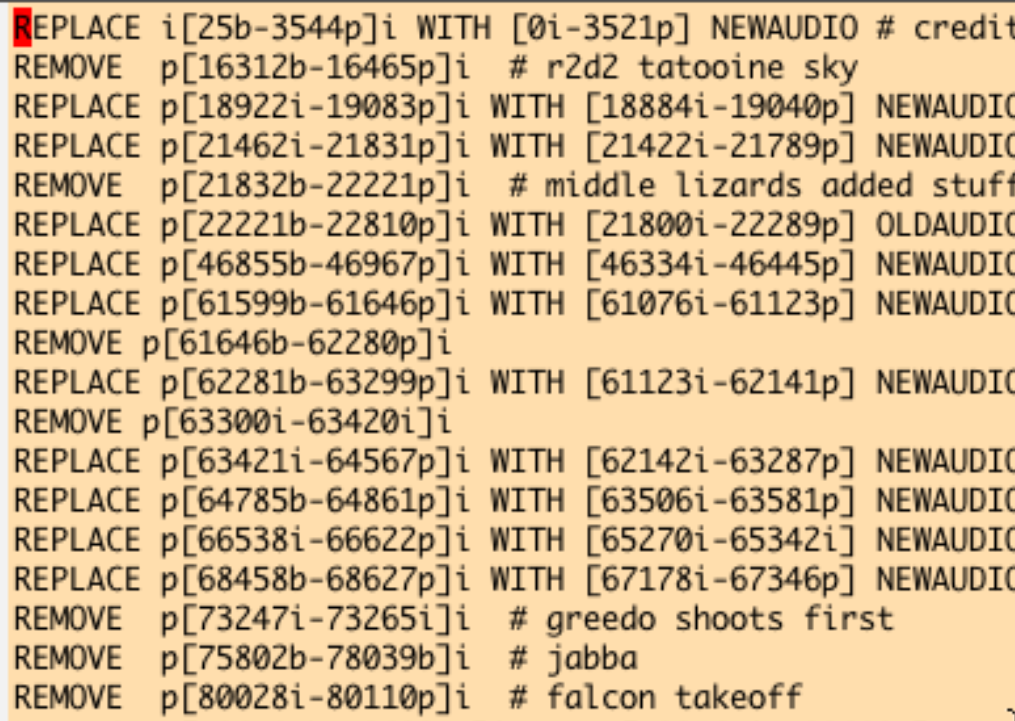 REPLACE i[25b-3544p]i WITH [0i-3521p] NEWAUDIO # credit
REMOVE  p[16312b-16465p]i  # r2d2 tatooine sky
REPLACE p[18922i-19083p]i WITH [18884i-19040p] NEWAUDIO
REPLACE p[21462i-21831p]i WITH [21422i-21789p] NEWAUDIO
REMOVE  p[21832b-22221p]i  # middle lizards added stuff
REPLACE p[22221b-22810p]i WITH [21800i-22289p] OLDAUDIO
REPLACE p[46855b-46967p]i WITH [46334i-46445p] NEWAUDIO
REPLACE p[61599b-61646p]i WITH [61076i-61123p] NEWAUDIO
REMOVE p[61646b-62280p]i
REPLACE p[62281b-63299p]i WITH [61123i-62141p] NEWAUDIO
REMOVE p[63300i-63420i]i
REPLACE p[63421i-64567p]i WITH [62142i-63287p] NEWAUDIO
REPLACE p[64785b-64861p]i WITH [63506i-63581p] NEWAUDIO
REPLACE p[66538i-66622p]i WITH [65270i-65342i] NEWAUDIO
REPLACE p[68458b-68627p]i WITH [67178i-67346p] NEWAUDIO
REMOVE  p[73247i-73265i]i  # greedo shoots first
REMOVE  p[75802b-78039b]i  # jabba
REMOVE  p[80028i-80110p]i  # falcon takeoff